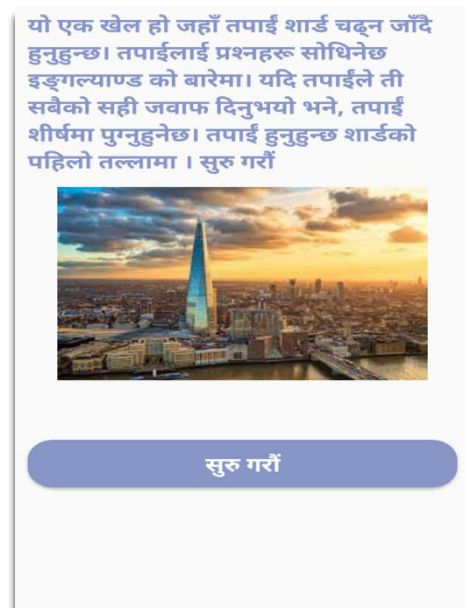 यो एक खेल हो जहाँ तपाईं शार्ड चढ्न जाँदै
हुनुहुन्छ। तपाईलाई प्रश्नहरू सोधिनेछ
इङ्गल्याण्ड को बारेमा। यदि तपाईंले ती
सबैको सही जवाफ दिनुभयो भने, तपाईं
शीर्षमा पुग्नुहुनेछ। तपाईं हुनुहुन्छ शार्डको
पहिलो तल्लामा । सुरु गरौं
सुरु गरौं